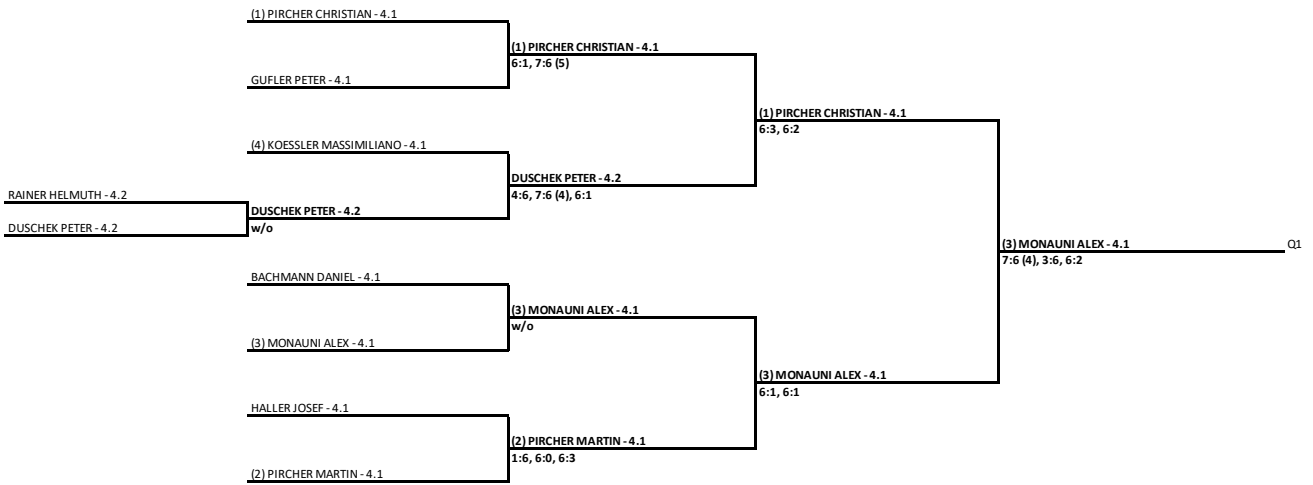 (1) PIRCHER CHRISTIAN - 4.1
(1) PIRCHER CHRISTIAN - 4.1
6:1, 7:6 (5)
GUFLER PETER - 4.1
(1) PIRCHER CHRISTIAN - 4.1
6:3, 6:2
(4) KOESSLER MASSIMILIANO - 4.1
DUSCHEK PETER - 4.2
4:6, 7:6 (4), 6:1
RAINER HELMUTH - 4.2
DUSCHEK PETER - 4.2
w/o
DUSCHEK PETER - 4.2
(3) MONAUNI ALEX - 4.1
7:6 (4), 3:6, 6:2
Q1
BACHMANN DANIEL - 4.1
(3) MONAUNI ALEX - 4.1
w/o
(3) MONAUNI ALEX - 4.1
(3) MONAUNI ALEX - 4.1
6:1, 6:1
HALLER JOSEF - 4.1
(2) PIRCHER MARTIN - 4.1
1:6, 6:0, 6:3
(2) PIRCHER MARTIN - 4.1